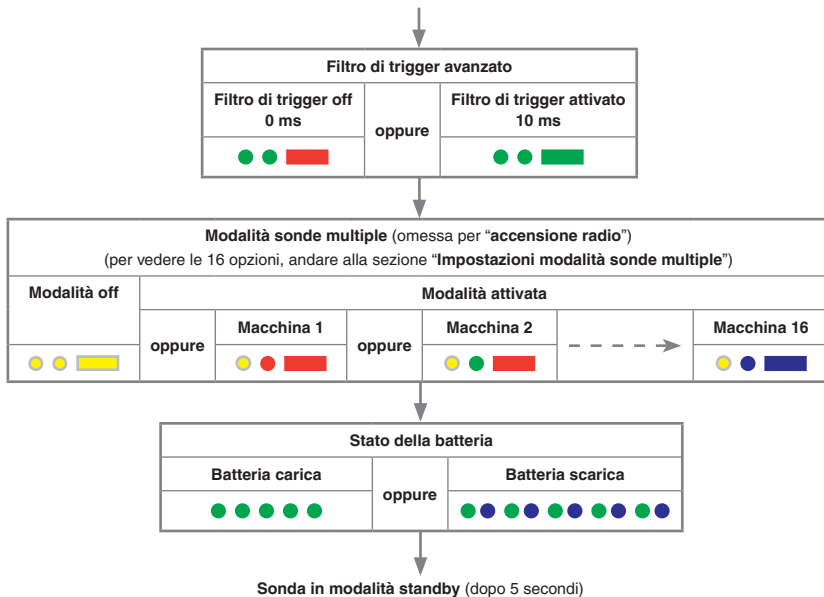 Filtro di trigger avanzato
Filtro di trigger off
0 ms
oppure
Filtro di trigger attivato
10 ms
Modalità sonde multiple (omessa per “accensione radio”)
(per vedere le 16 opzioni, andare alla sezione “Impostazioni modalità sonde multiple”)
Modalità off
Modalità attivata
oppure
Macchina 1
oppure
Macchina 2
Macchina 16
Stato della batteria
Batteria carica
oppure
Batteria scarica
Sonda in modalità standby (dopo 5 secondi)